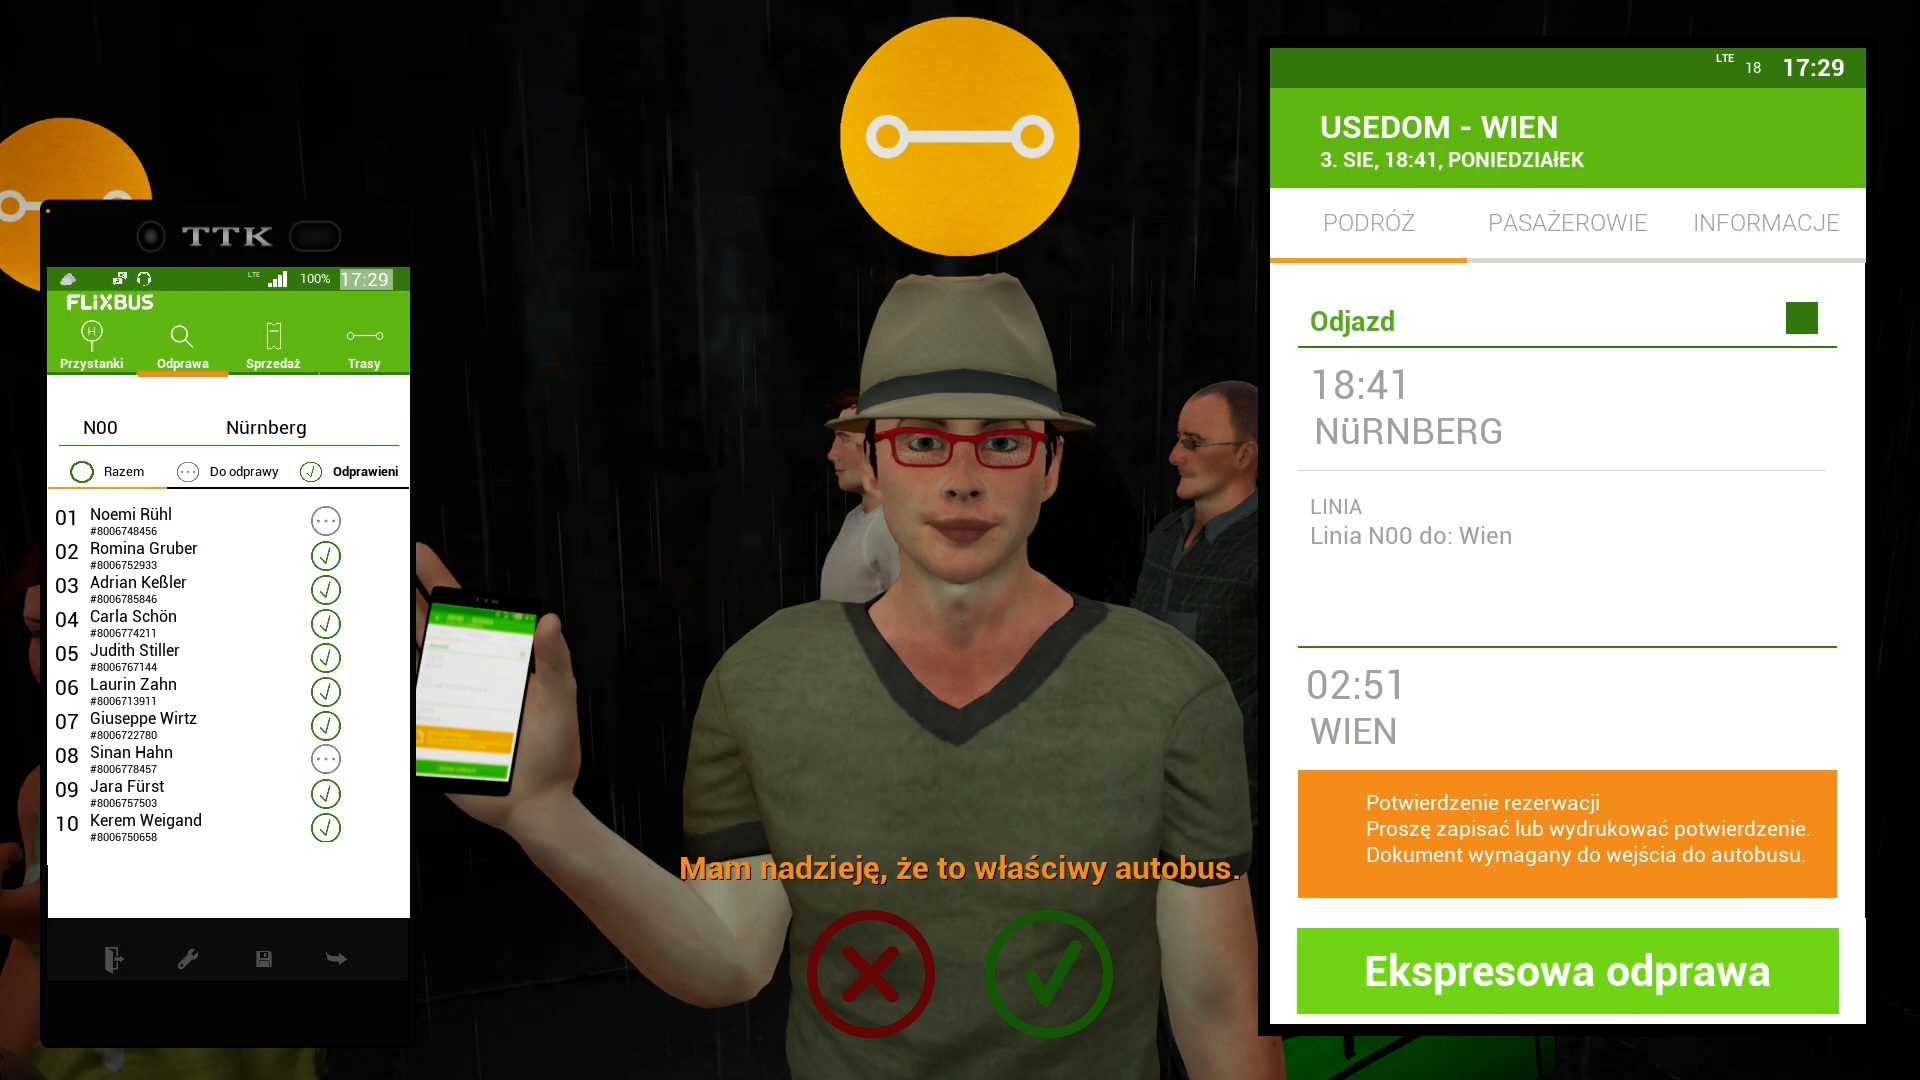 TTK
LTE 100% 17:29
FLiXBUS
H
Przystanki Odprawa Sprzedaż Trasy
N00 Nürnberg
Razem Do odprawy Odprawieni
01 Noemi Rühl
#8006748456
02 Romina Gruber
#8006752933
03 Adrian Keßler
#8006785846
04 Carla Schön
#8006774211
05 Judith Stiller
#8006767144
06 Laurin Zahn
#8006713911
07 Giuseppe Wirtz
#8006722780
08 Sinan Hahn
#8006778457
09 Jara Fürst
#8006757503
10 Kerem Weigand
#8006750658
TTK
Mam nadzieję, że to właściwy autobus.
LTE 18 17:29
USEDOM - WIEN
3. SIE, 18:41, PONIEDZIAłEK
PODRÓŻ PASAŻEROWIE INFORMACJE
Odjazd
18:41
NüRNBERG
LINIA
Linia N00 do: Wien
02:51
WIEN
Potwierdzenie rezerwacji
Proszę zapisać lub wydrukować potwierdzenie.
Dokument wymagany do wejścia do autobusu.
Ekspresowa odprawa